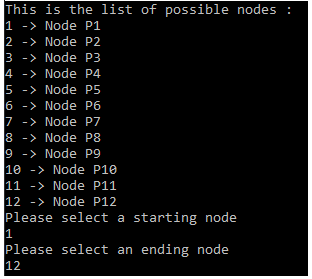 This is the list of possible nodes :
1 -> Node P1
2 -> Node P2
3 -> Node P3
4 -> Node P4
5 -> Node P5
6 -> Node P6
7 -> Node P7
8 -> Node P8
9 -> Node P9
10 -> Node P10
11 -> Node P11
12 -> Node P12
Please select a starting node
1
Please select an ending node
12